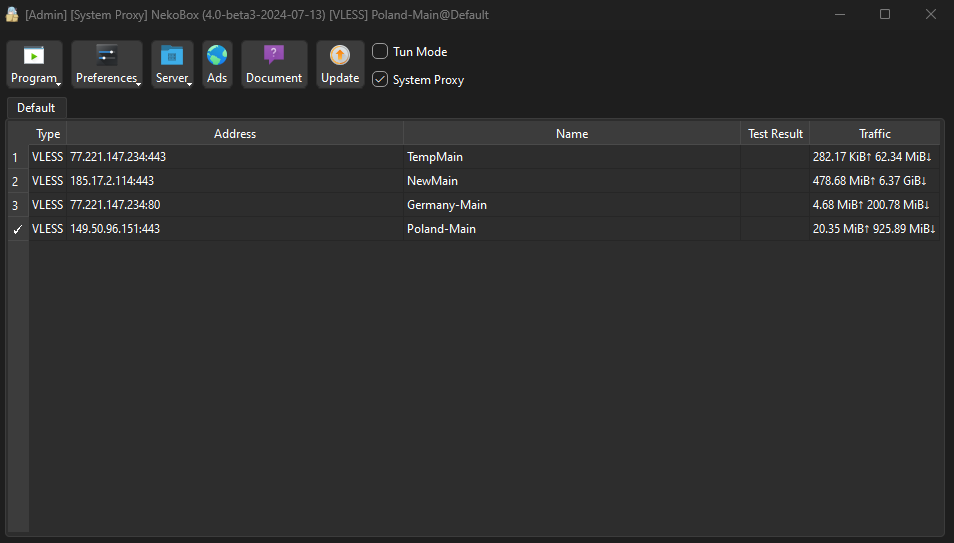 [Admin] [System Proxy] NekoBox (4.0-beta3-2024-07-13) [VLESS] Poland-Main@Default
Program Preferences Server Ads Document Update
Tun Mode
System Proxy
Default
Type Address Name Test Result Traffic
1 VLESS 77.221.147.234:443 TempMain 282.17 KiB↑ 62.34 MiB↓
2 VLESS 185.17.2.114:443 NewMain 478.68 MiB↑ 6.37 GiB↓
3 VLESS 77.221.147.234:80 Germany-Main 4.68 MiB↑ 200.78 MiB↓
✓ VLESS 149.50.96.151:443 Poland-Main 20.35 MiB↑ 925.89 MiB↓